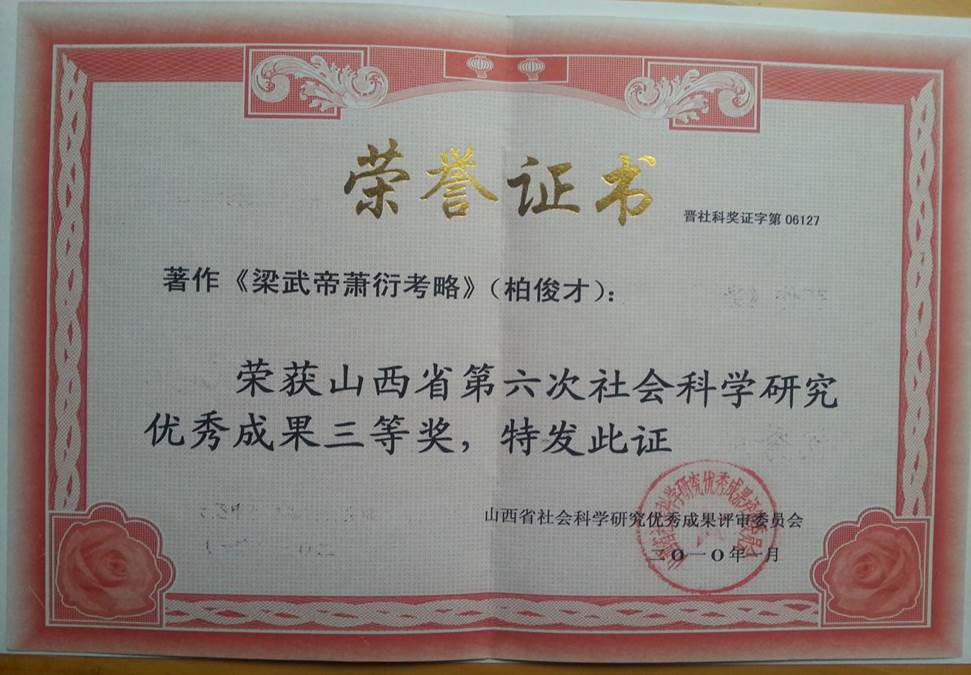 荣誉证书
晋社科奖证字第 06127
著作《梁武帝萧衍考略》(柏俊才):
荣获山西省第六次社会科学研究
优秀成果三等奖,特发此证
山西省社会科学研究优秀成果评审委员会
二〇一〇年一月